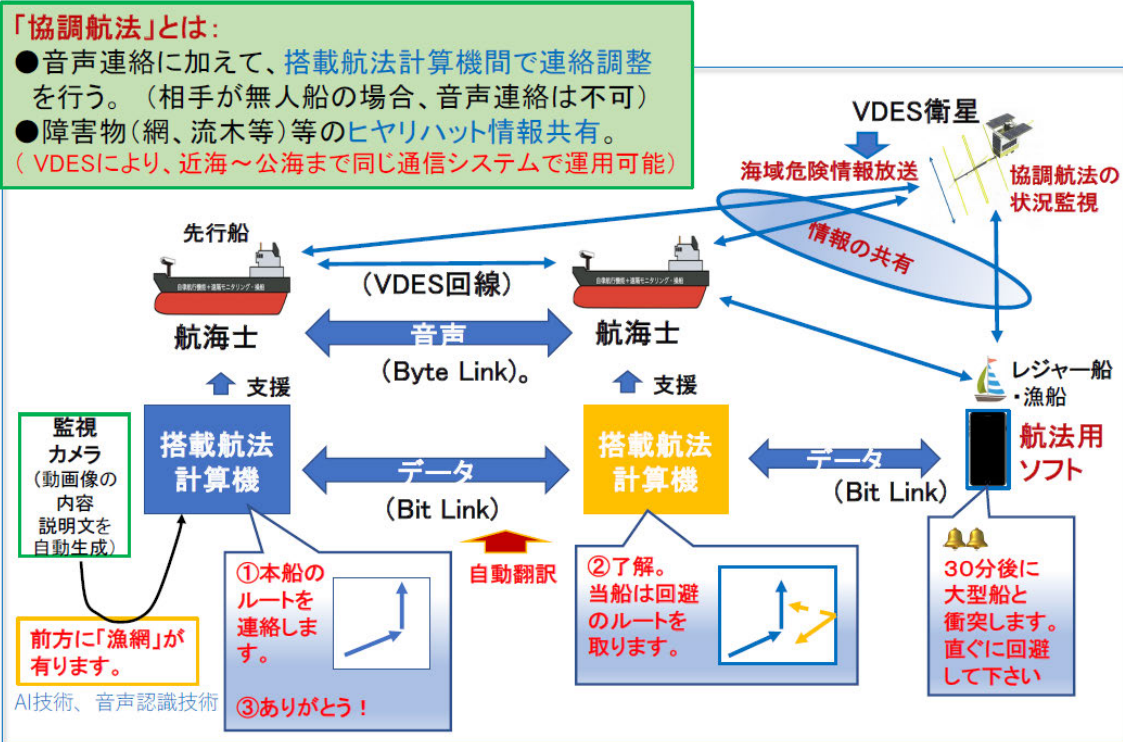 「協調航法」とは:
●音声連絡に加えて、搭載航法計算機間で連絡調整
を行う。（相手が無人船の場合、音声連絡は不可）
●障害物(網、流木等)等のヒヤリハット情報共有。
( VDESにより、近海～公海まで同じ通信システムで運用可能)
VDES衛星
海域危険情報放送
協調航法の
状況監視
情報の共有
先行船
(VDES回線)
航海士
音声
航海士
(Byte Link)。
支援
支援
レジャー船
・漁船
監視
カメラ
(動画像の
内容
説明文を
自動生成)
搭載航法
計算機
データ
(Bit Link)
搭載航法
計算機
データ
(Bit Link)
航法用
ソフト
自動翻訳
①本船の
ルートを
連絡しま
す。
③ありがとう！
②了解。
当船は回避
のルートを
取ります。
30分後に
大型船と
衝突します。
直ぐに回避
して下さい
前方に「漁網」が
有ります。
AI技術、音声認識技術